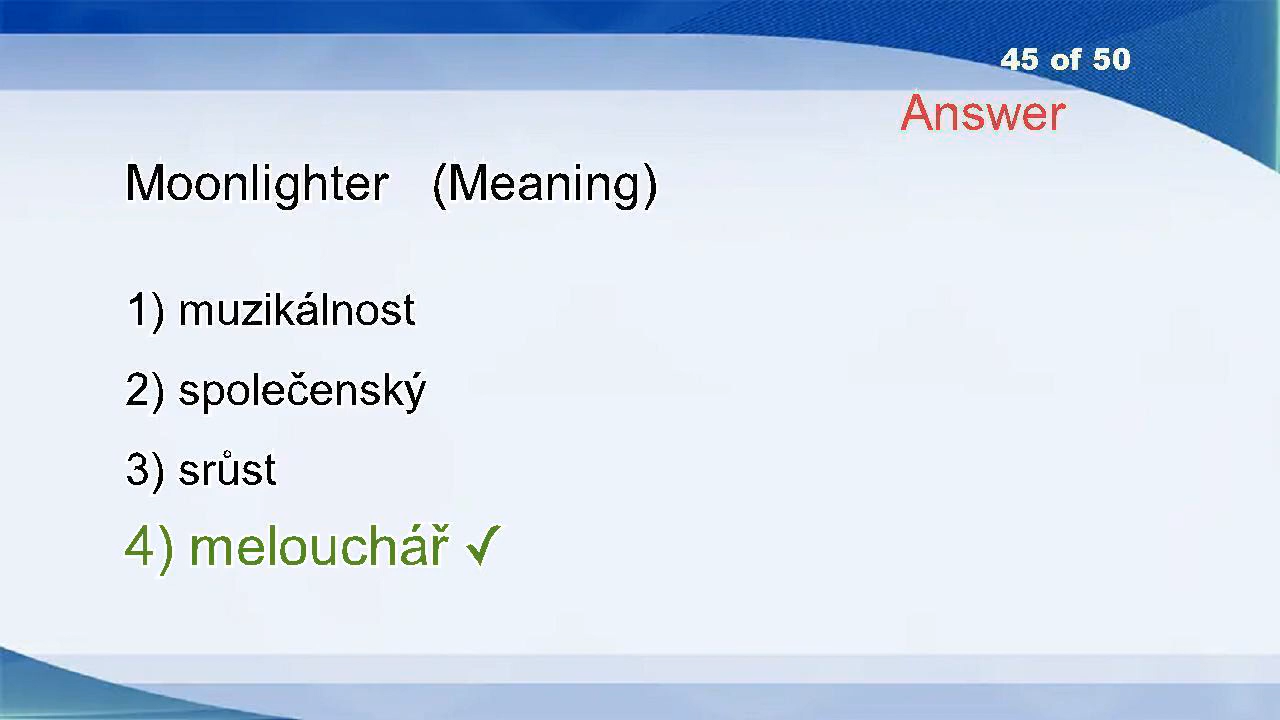 45 of 50
Answer
Moonlighter (Meaning)
1) muzikálnost
2) společenský
3) srůst
4) melouchář ✓